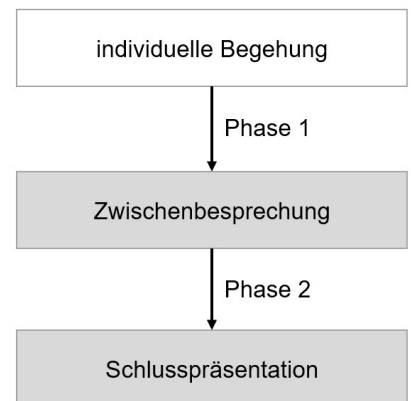 individuelle Begehung
Phase 1
Zwischenbesprechung
Phase 2
Schlusspräsentation